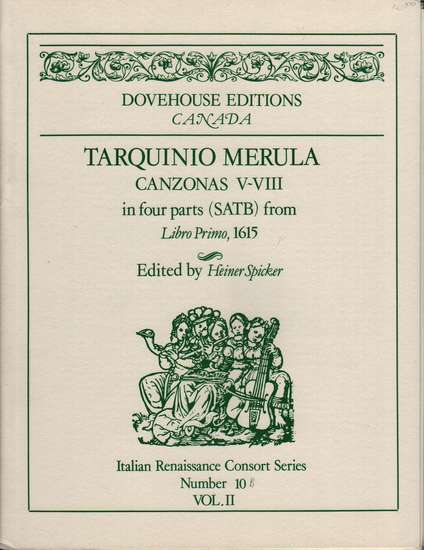 DOVEHOUSE EDITIONS
CANADA
TARQUINIO MERULA
CANZONAS V-VIII
in four parts (SATB) from
Libro Primo, 1615
Edited by Heiner Spicker
Italian Renaissance Consort Series
Number 10
VOL. II